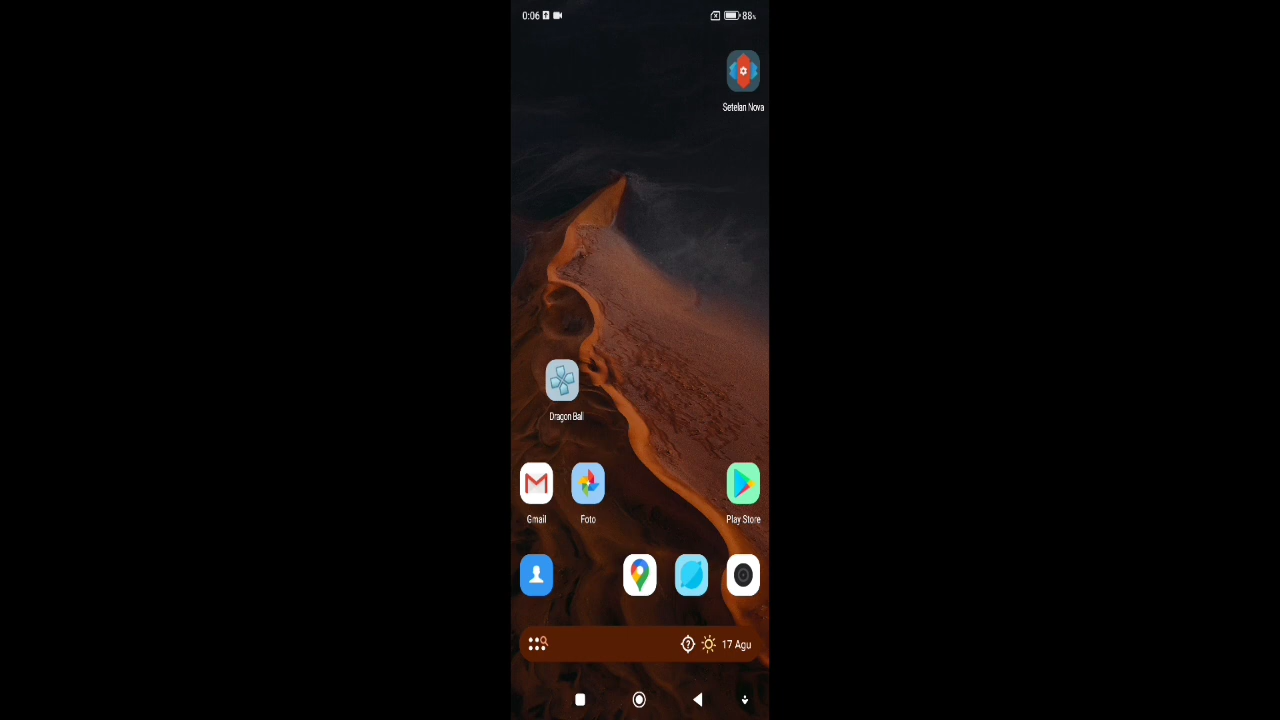 0:06
88%
Setelan Nova
Dragon Ball
Gmail
Foto
Play Store
17 Agu